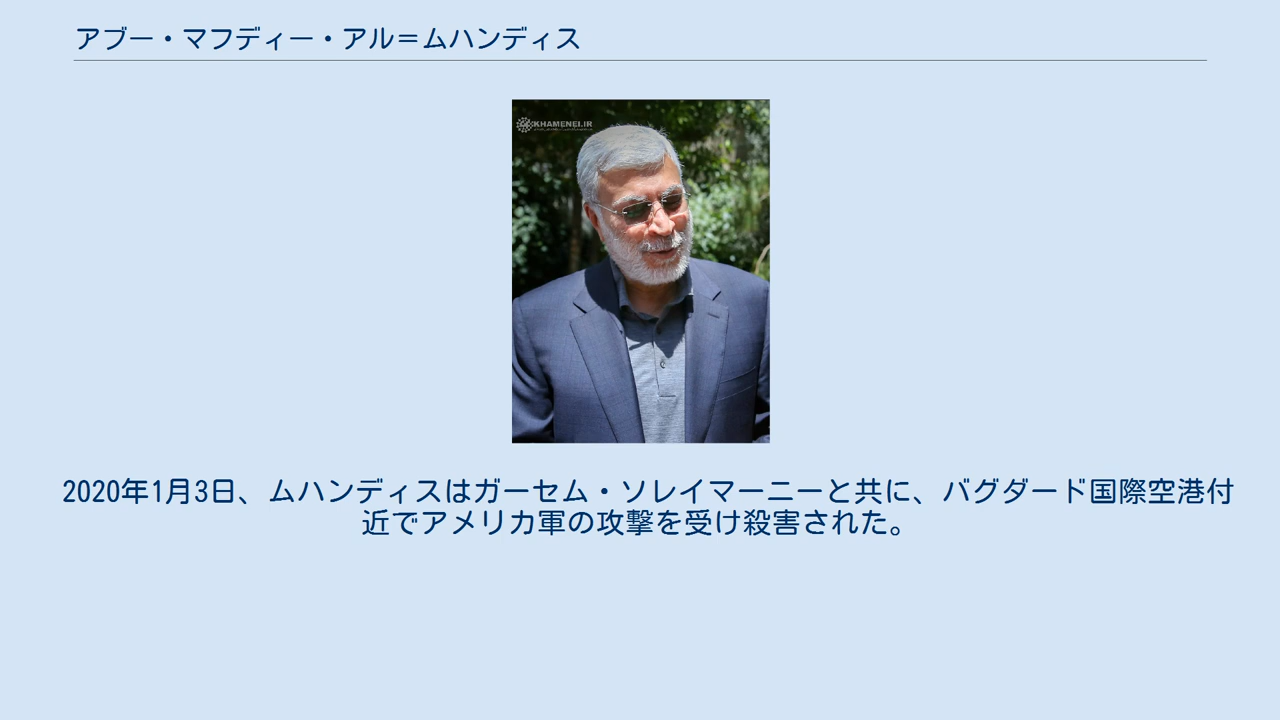 アブー・マフディー・アル＝ムハンディス
KHAMENEI.IR
2020年1月3日、ムハンディスはガーセム・ソレイマーニーと共に、バグダード国際空港付
近でアメリカ軍の攻撃を受け殺害された。